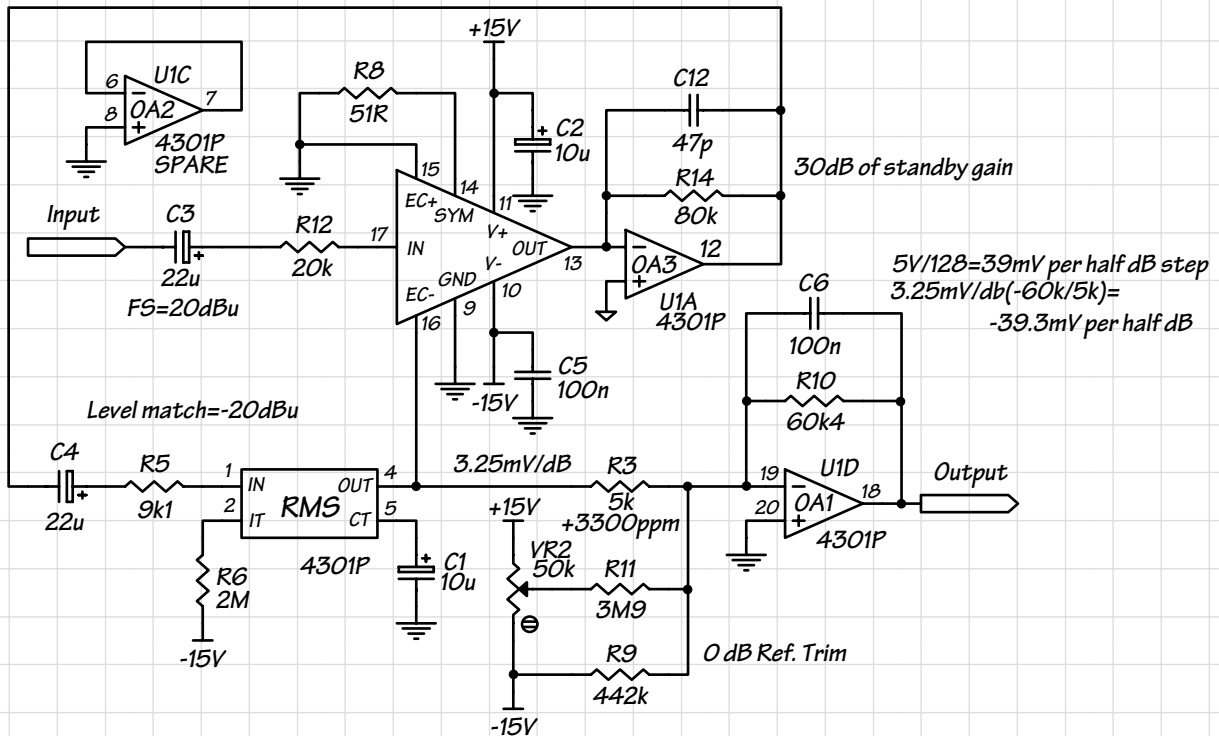 +15V
U1C
6
7
8
OA2
4301P
SPARE
R8
51R
C2
10u
C12
47p
R14
80k
30dB of standby gain
15
14
11
EC+
SYM
V+
Input
C3
22u
FS=20dBu
R12
20k
17
IN
OUT
13
V-
GND
10
EC-
9
16
12
OA3
U1A
4301P
5V/128=39mV per half dB step
3.25mV/db(-60k/5k)=
-39.3mV per half dB
C6
100n
R10
60k4
C5
100n
-15V
Level match=-20dBu
C4
22u
R5
9k1
1
IN
OUT
4
2
IT
RMS
CT
5
4301P
R6
2M
-15V
C1
10u
3.25mV/dB
R3
5k
+3300ppm
+15V
VR2
50k
R11
3M9
R9
442k
0 dB Ref. Trim
-15V
19
U1D
18
20
OA1
4301P
Output